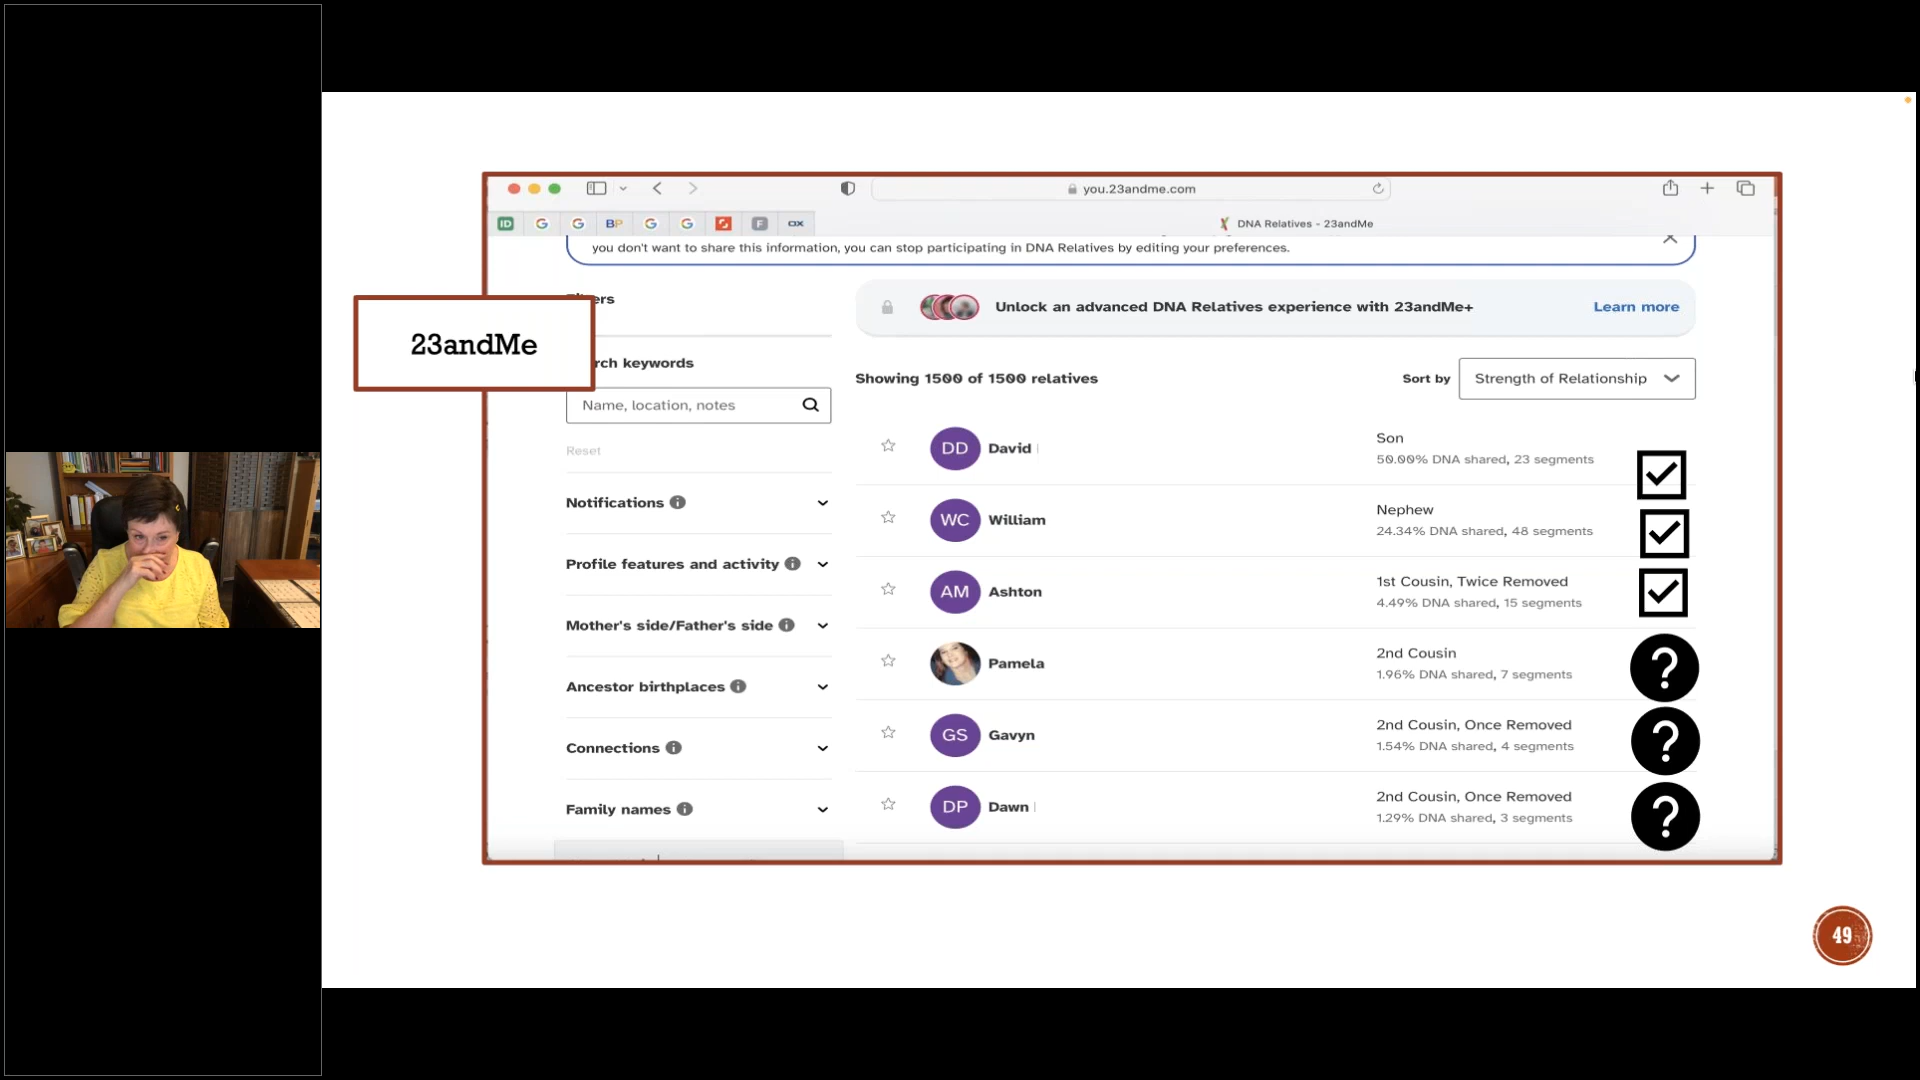 you.23andme.com
ID G G BP G G F OX
DNA Relatives - 23andMe
you don't want to share this information, you can stop participating in DNA Relatives by editing your preferences.
Unlock an advanced DNA Relatives experience with 23andMe+
Learn more
23andMe
Search keywords
Name, location, notes
Reset
Notifications
Profile features and activity
Mother's side/Father's side
Ancestor birthplaces
Connections
Family names
Showing 1500 of 1500 relatives
Sort by
Strength of Relationship
DD David
Son
50.00% DNA shared, 23 segments
WC William
Nephew
24.34% DNA shared, 48 segments
AM Ashton
1st Cousin, Twice Removed
4.49% DNA shared, 15 segments
Pamela
2nd Cousin
1.96% DNA shared, 7 segments
?
GS Gavyn
2nd Cousin, Once Removed
1.54% DNA shared, 4 segments
?
DP Dawn
2nd Cousin, Once Removed
1.29% DNA shared, 3 segments
?
49